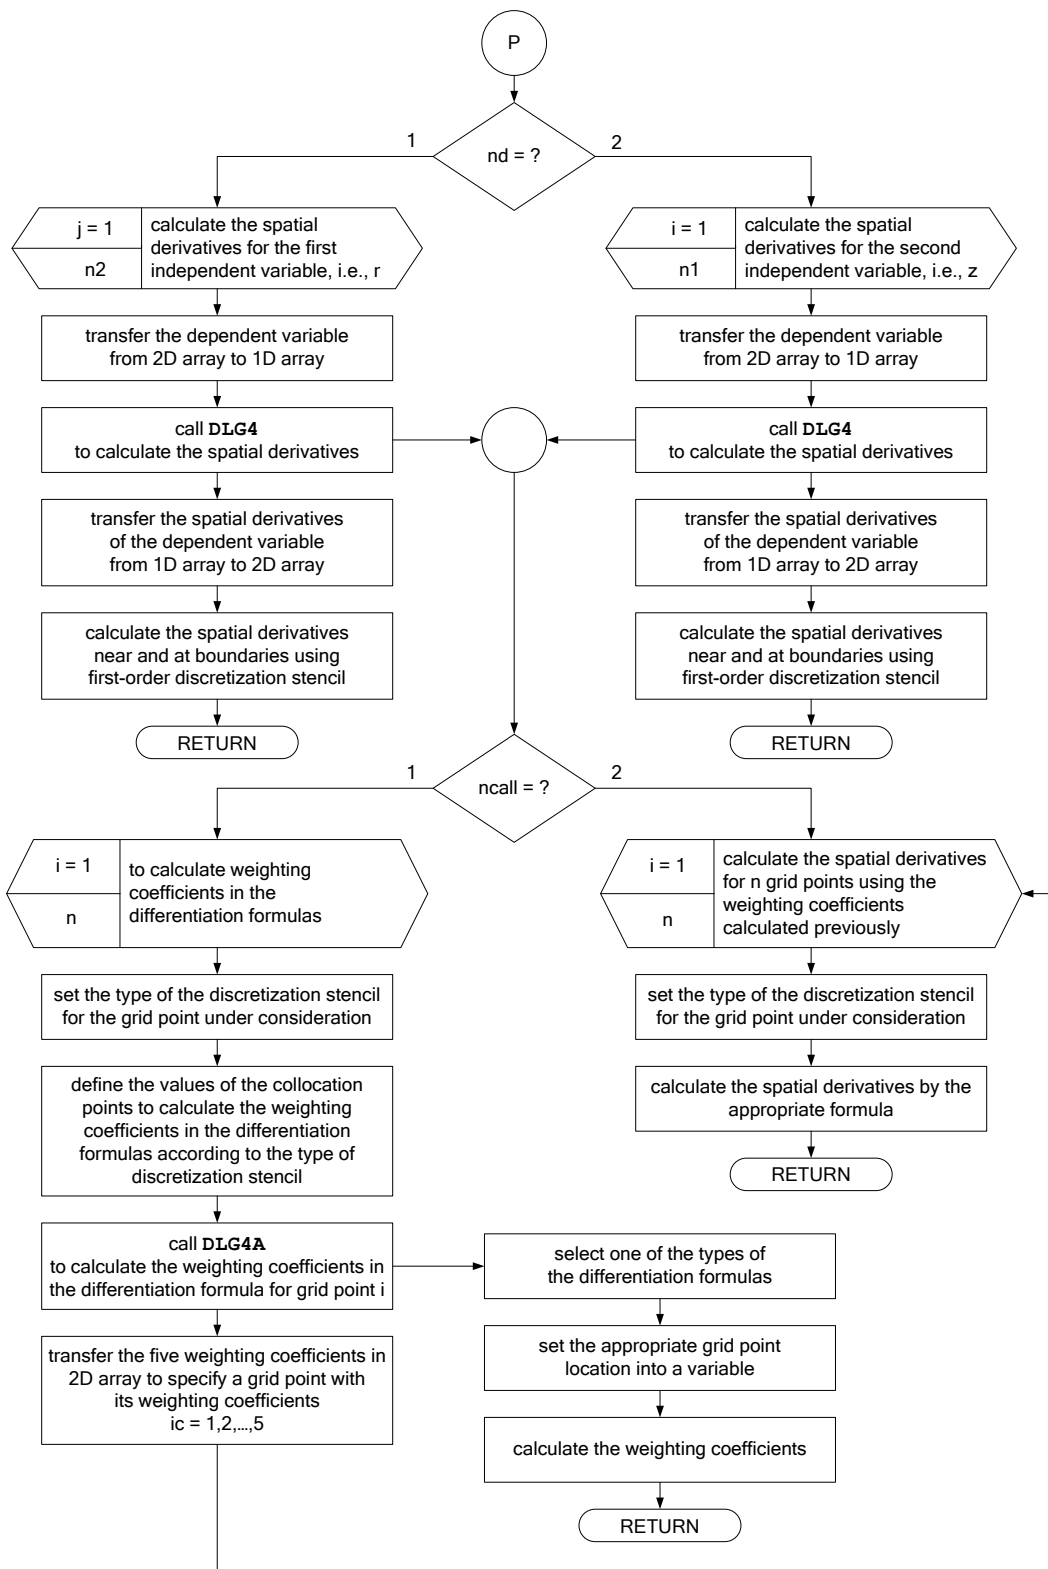 P
nd = ?
1
2
j = 1
n2
calculate the spatial
derivatives for the first
independent variable, i.e., r
transfer the dependent variable
from 2D array to 1D array
call DLG4
to calculate the spatial derivatives
transfer the spatial derivatives
of the dependent variable
from 1D array to 2D array
calculate the spatial derivatives
near and at boundaries using
first-order discretization stencil
RETURN
i = 1
n1
calculate the spatial
derivatives for the second
independent variable, i.e., z
transfer the dependent variable
from 2D array to 1D array
call DLG4
to calculate the spatial derivatives
transfer the spatial derivatives
of the dependent variable
from 1D array to 2D array
calculate the spatial derivatives
near and at boundaries using
first-order discretization stencil
RETURN
ncall = ?
1
2
i = 1
n
to calculate weighting
coefficients in the
differentiation formulas
set the type of the discretization stencil
for the grid point under consideration
define the values of the collocation
points to calculate the weighting
coefficients in the differentiation
formulas according to the type of
discretization stencil
call DLG4A
to calculate the weighting coefficients in
the differentiation formula for grid point i
transfer the five weighting coefficients in
2D array to specify a grid point with
its weighting coefficients
ic = 1,2,...,5
i = 1
n
calculate the spatial derivatives
for n grid points using the
weighting coefficients
calculated previously
set the type of the discretization stencil
for the grid point under consideration
calculate the spatial derivatives by the
appropriate formula
RETURN
select one of the types of
the differentiation formulas
set the appropriate grid point
location into a variable
calculate the weighting coefficients
RETURN